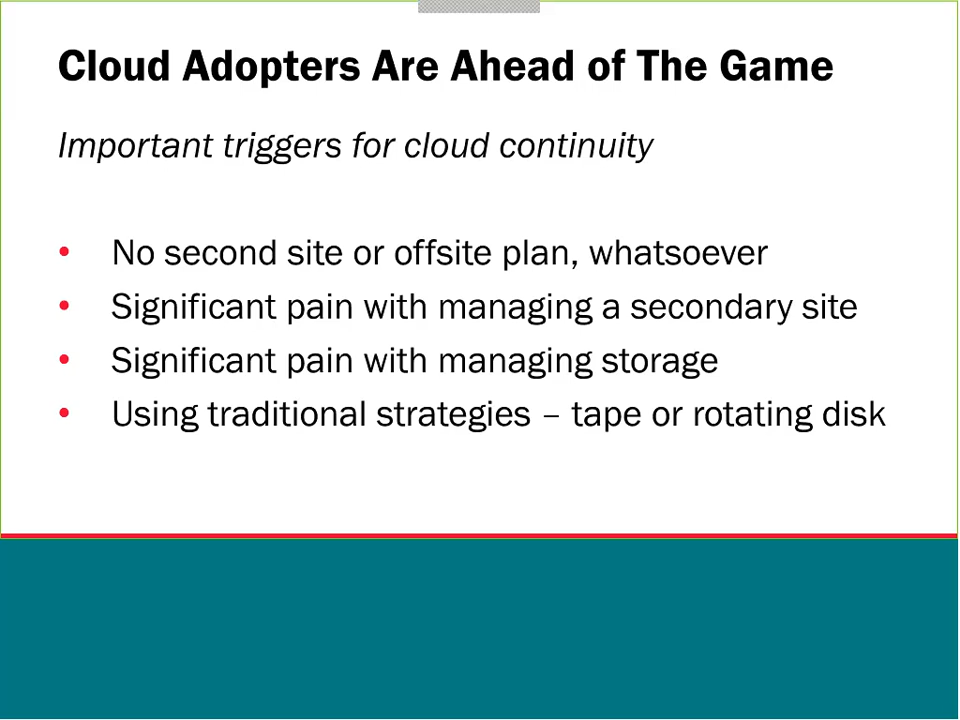 Cloud Adopters Are Ahead of The Game
Important triggers for cloud continuity
• No second site or offsite plan, whatsoever
• Significant pain with managing a secondary site
• Significant pain with managing storage
• Using traditional strategies – tape or rotating disk